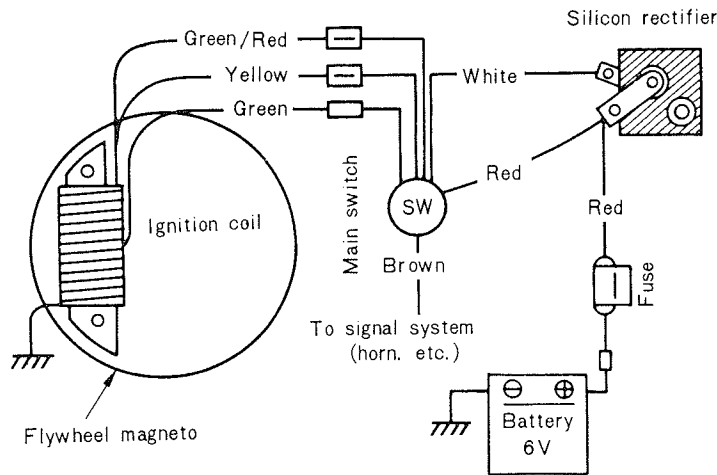 Silicon rectifier
Green/Red
Yellow
White
Green
Main switch
SW
Red
Red
Ignition coil
Brown
Fuse
To signal system
(horn. etc.)
Flywheel magneto
Battery
6V